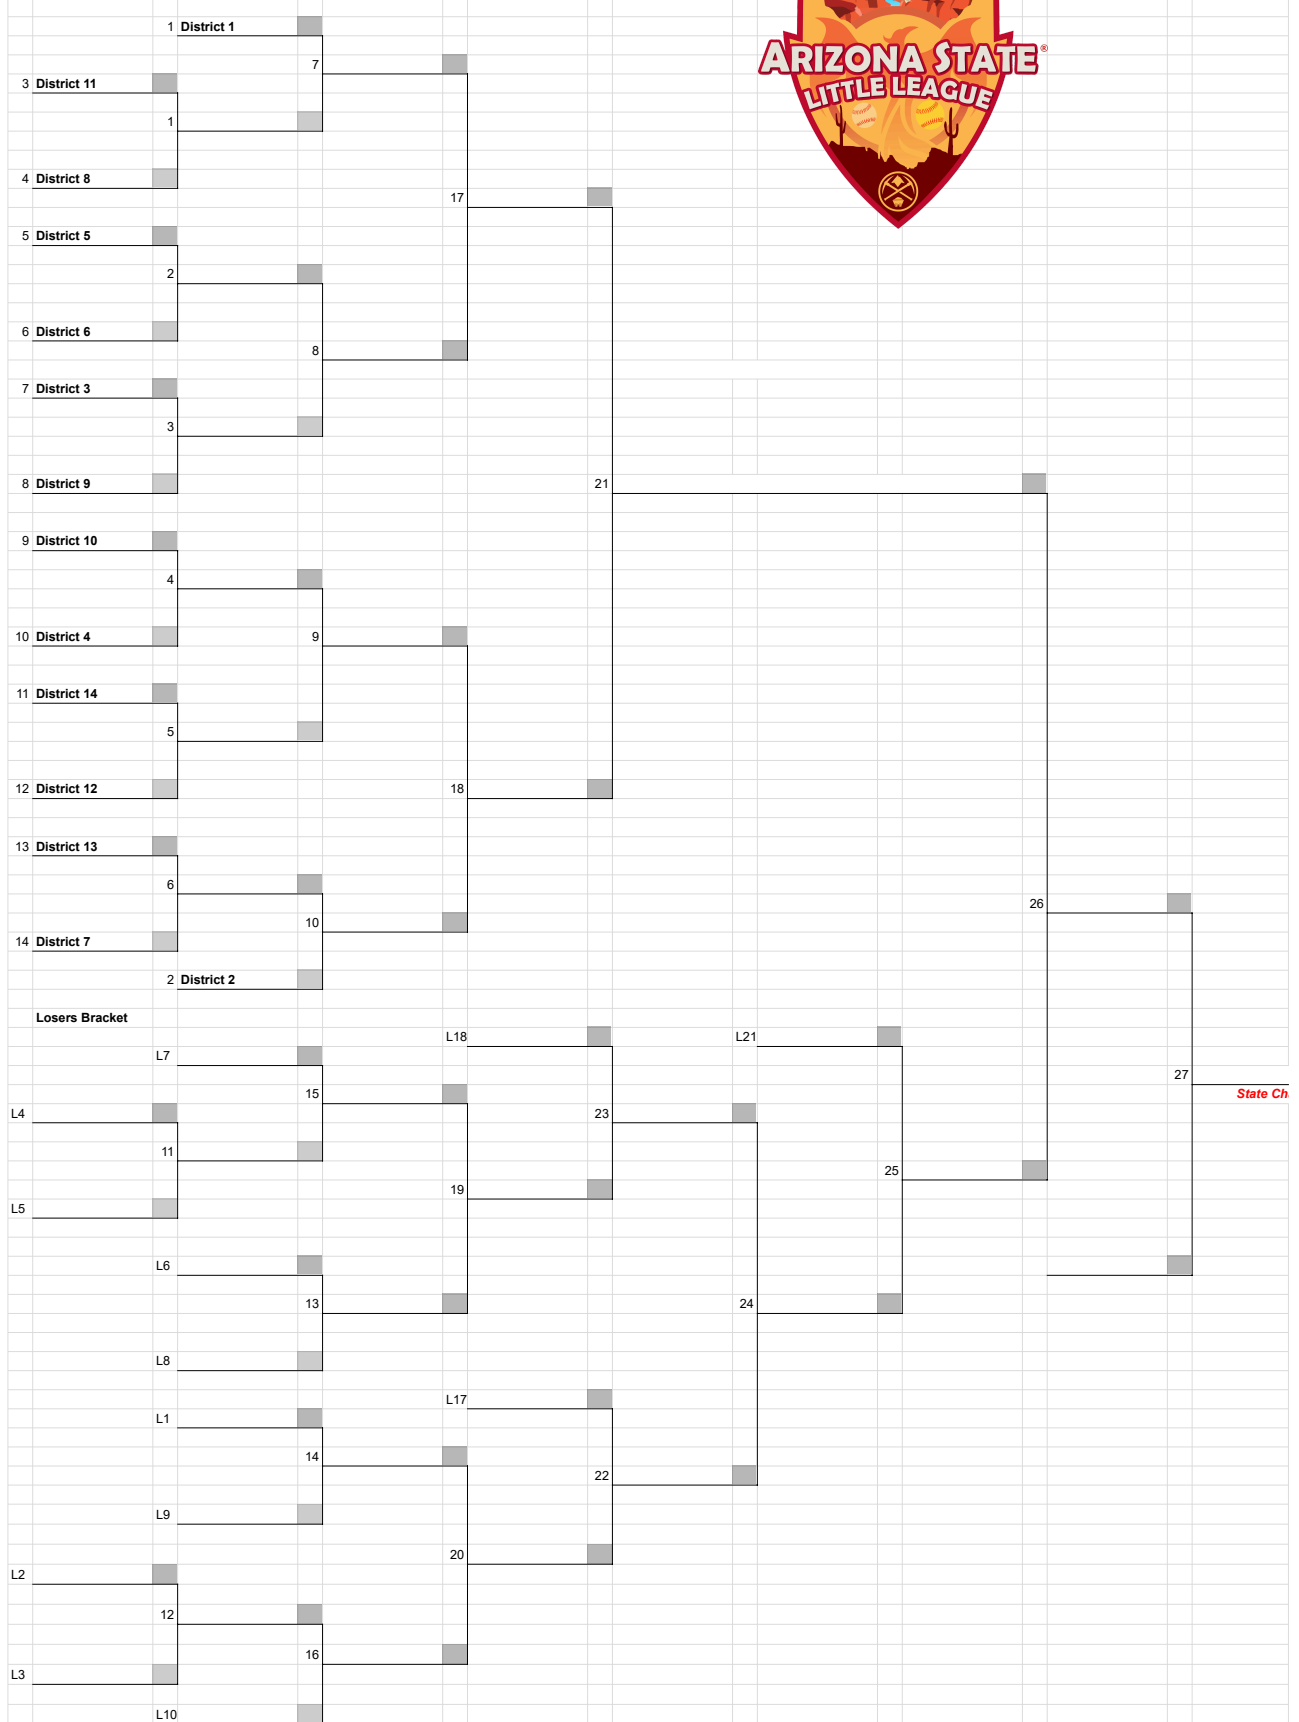 1 District 1
ARIZONA STATE®
7
3 District 11
LITTLE LEAGUE
1
4 District 8
17
5 District 5
2
6 District 6
8
7 District 3
3
8 District 9
21
9 District 10
4
10 District 4
9
11 District 14
5
12 District 12
18
13 District 13
6
26
10
14 District 7
2 District 2
Losers Bracket
L18
L21
L7
27
15
State Ch
L4
23
11
25
19
L5
L6
13
24
L8
L17
L1
14
22
L9
20
L2
12
16
L3
L10